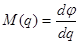 M(q) = dφ/dq